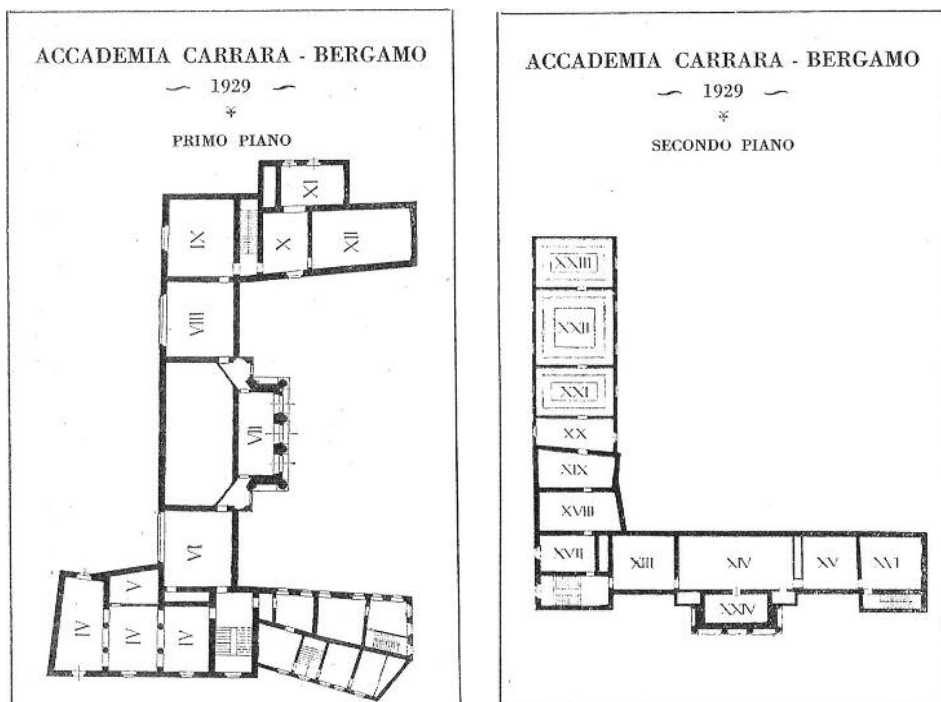 ACCADEMIA CARRARA - BERGAMO
1929
PRIMO PIANO
XI
IX
X
XII
VIII
VII
VI
V
IV
IV
IV
ACCADEMIA CARRARA - BERGAMO
1929
SECONDO PIANO
XXIII
XXII
XXI
XX
XIX
XVIII
XVII
XIII
XIV
XV
XVI
XXIV